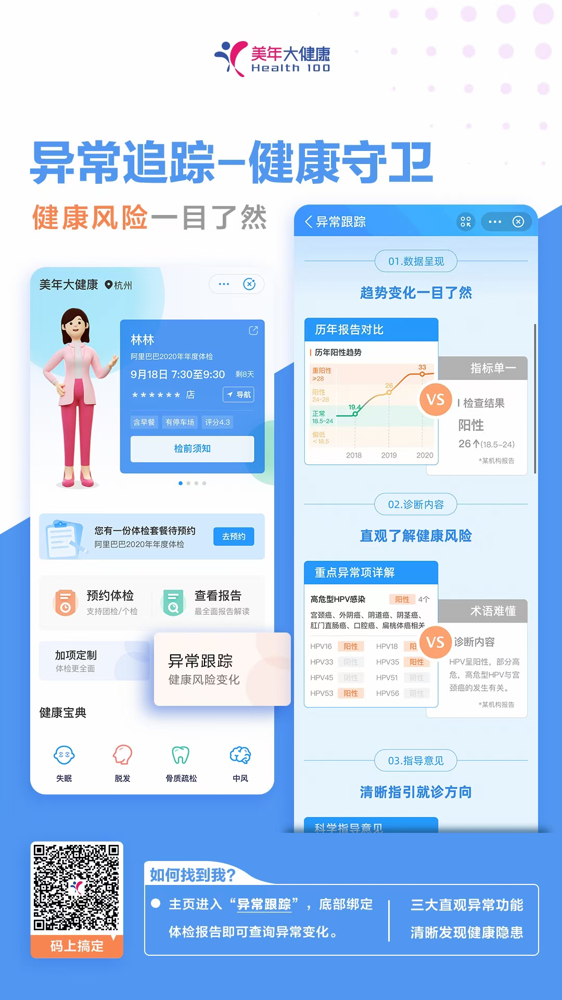 美年大健康
Health 100
异常追踪-健康守卫
健康风险一目了然
美年大健康 杭州
林林
阿里巴巴2020年年度体检
9月18日 7:30至9:30 剩8天
****** 店 导航
含早餐 有停车场 评分4.3
检前须知
您有一份体检套餐待预约
阿里巴巴2020年年度体检
去预约
预约体检
支持团检/个检
查看报告
最全面报告解读
加项定制
体检更全面
异常跟踪
健康风险变化
健康宝典
失眠 脱发 骨质疏松 中风
异常跟踪
01.数据呈现
趋势变化一目了然
历年报告对比
历年阳性趋势
重阳性
≥28
阳性
24-28
正常
18.5~24
偏低
<18.5
19.4
26
33
2018 2019 2020
VS
指标单一
检查结果
阳性
26↑(18.5-24)
*某机构报告
02.诊断内容
直观了解健康风险
重点异常项详解
高危型HPV感染 阳性 4个
宫颈癌、外阴癌、阴道癌、阴茎癌、
肛门直肠癌、口腔癌、扁桃体癌相关
HPV16 阳性 HPV18 阳
HPV33 阴性 HPV35 阳性
HPV45 阴性 HPV51 阴性
HPV53 阳性 HPV56 阴性
VS
术语难懂
诊断内容
HPV呈阳性，部分高
危，高危型HPV与宫
颈癌的发生有关。
*某机构报告
03.指导意见
清晰指引就诊方向
科学指导意见
码上搞定
如何找到我?
主页进入“异常跟踪”，底部绑定
体检报告即可查询异常变化。
三大直观异常功能
清晰发现健康隐患